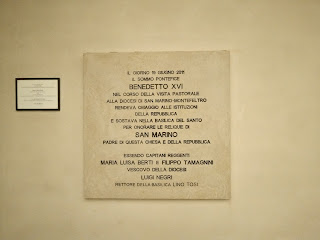 IL GIORNO 19 GIUGNO 2011
IL SOMMO PONTEFICE
BENEDETTO XVI
NEL CORSO DELLA VISITA PASTORALE
ALLA DIOCESI DI SAN MARINO-MONTEFELTRO
RENDEVA OMAGGIO ALLE ISTITUZIONI
DELLA REPUBBLICA
E SOSTAVA NELLA BASILICA DEL SANTO
PER ONORARE LE RELIQUIE DI
SAN MARINO
PADRE DI QUESTA CHIESA E DELLA REPUBBLICA
ESSENDO CAPITANI REGGENTI
MARIA LUISA BERTI E FILIPPO TAMAGNINI
VESCOVO DELLA DIOCESI
LUIGI NEGRI
RETTORE DELLA BASILICA LINO TOSI